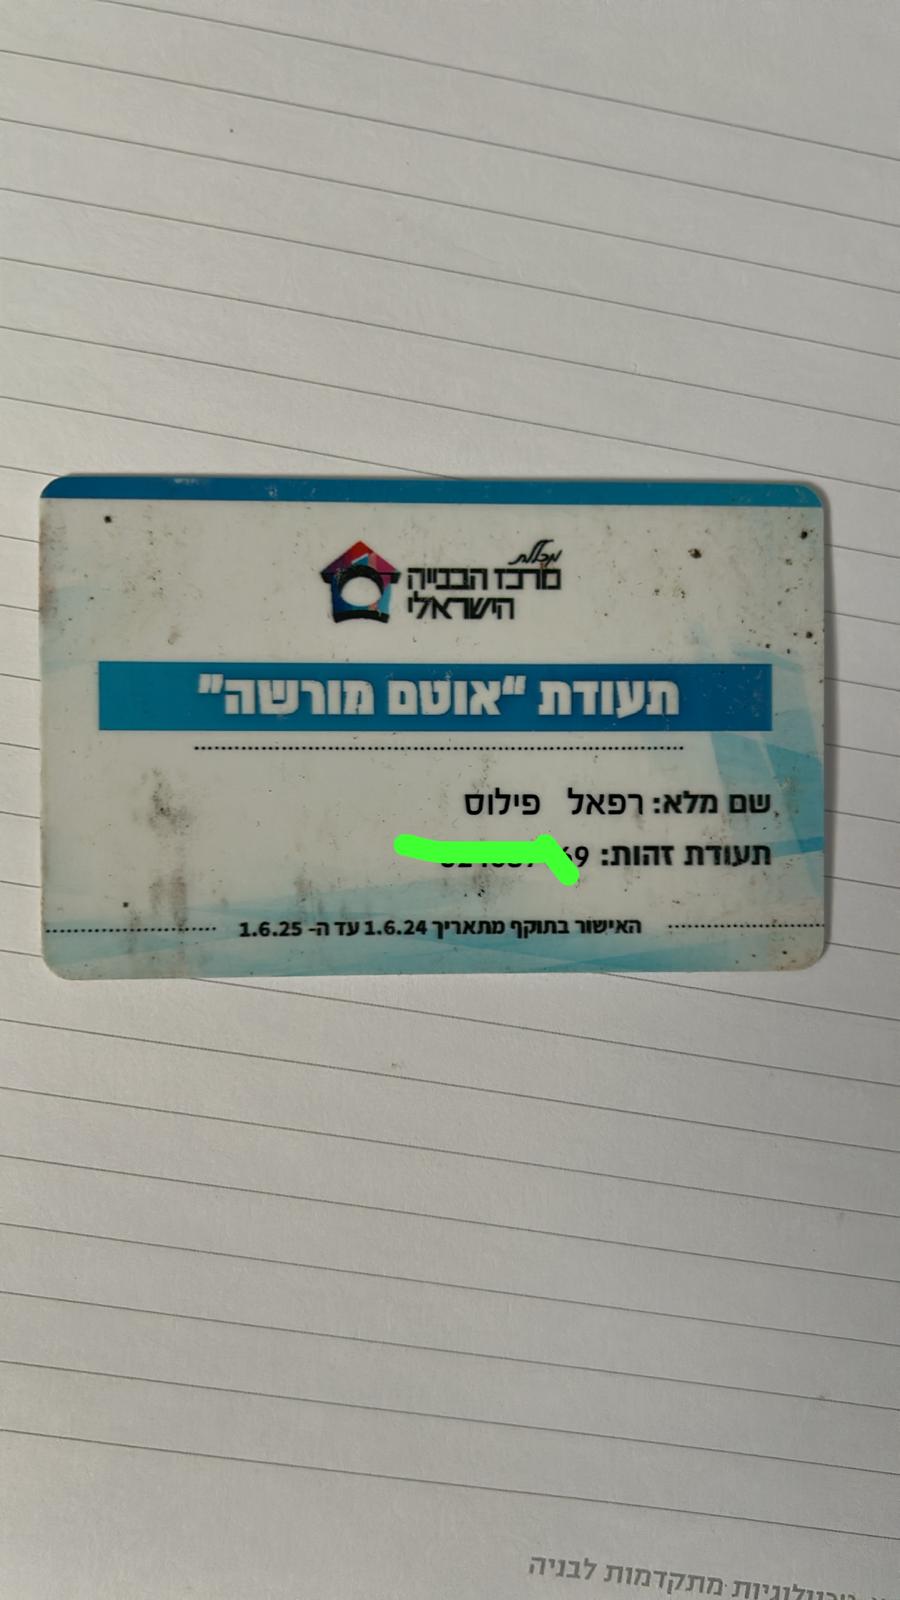 מכללת
מרכז הבנייה
הישראלי
תעודת "אוטם מורשה"
שם מלא: רפאל פילוס
תעודת זהות:
האישור בתוקף מתאריך 1.6.24 עד ה- 1.6.25
טכנולוגיות מתקדמות לבניה